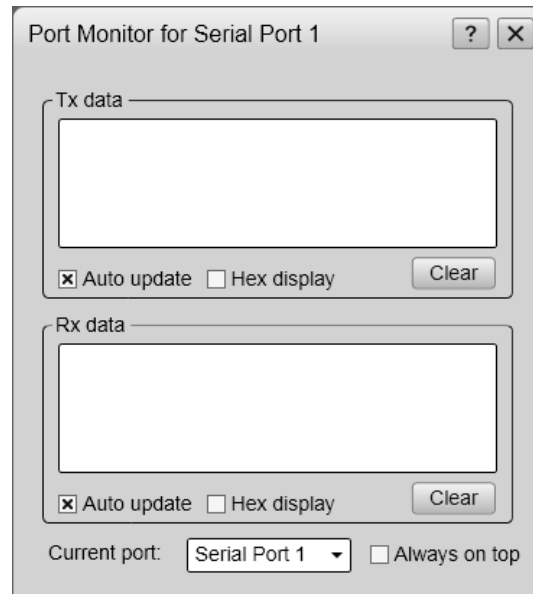 Port Monitor for Serial Port 1 ?
Tx data
Auto update Hex display Clear
Rx data
Auto update Hex display Clear
Current port: Serial Port 1 Always on top